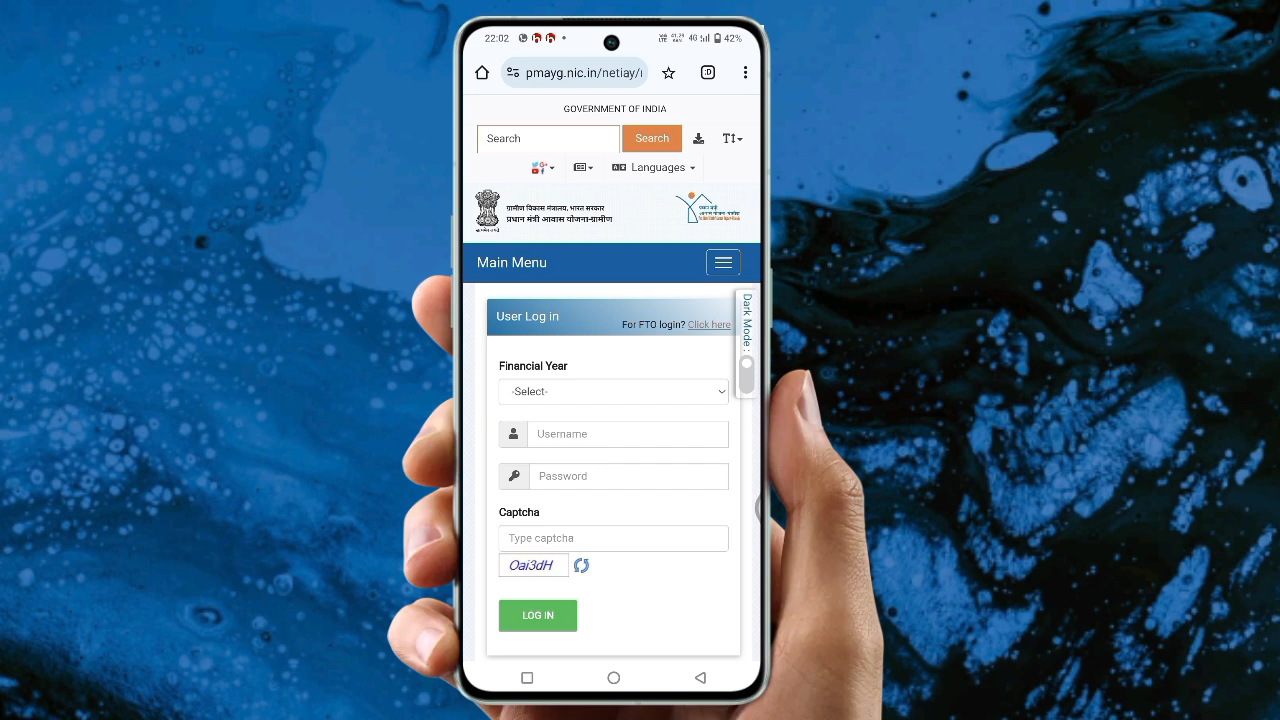 22:02
4G
42%
pmayg.nic.in/netiay/
GOVERNMENT OF INDIA
Search
Search
Languages
ग्रामीण विकास मंत्रालय, भारत सरकार
प्रधान मंत्री आवास योजना-ग्रामीण
Main Menu
Dark Mode :
User Log in
For FTO login? Click here
Financial Year
-Select-
Username
Password
Captcha
Type captcha
Oai3dH
LOG IN